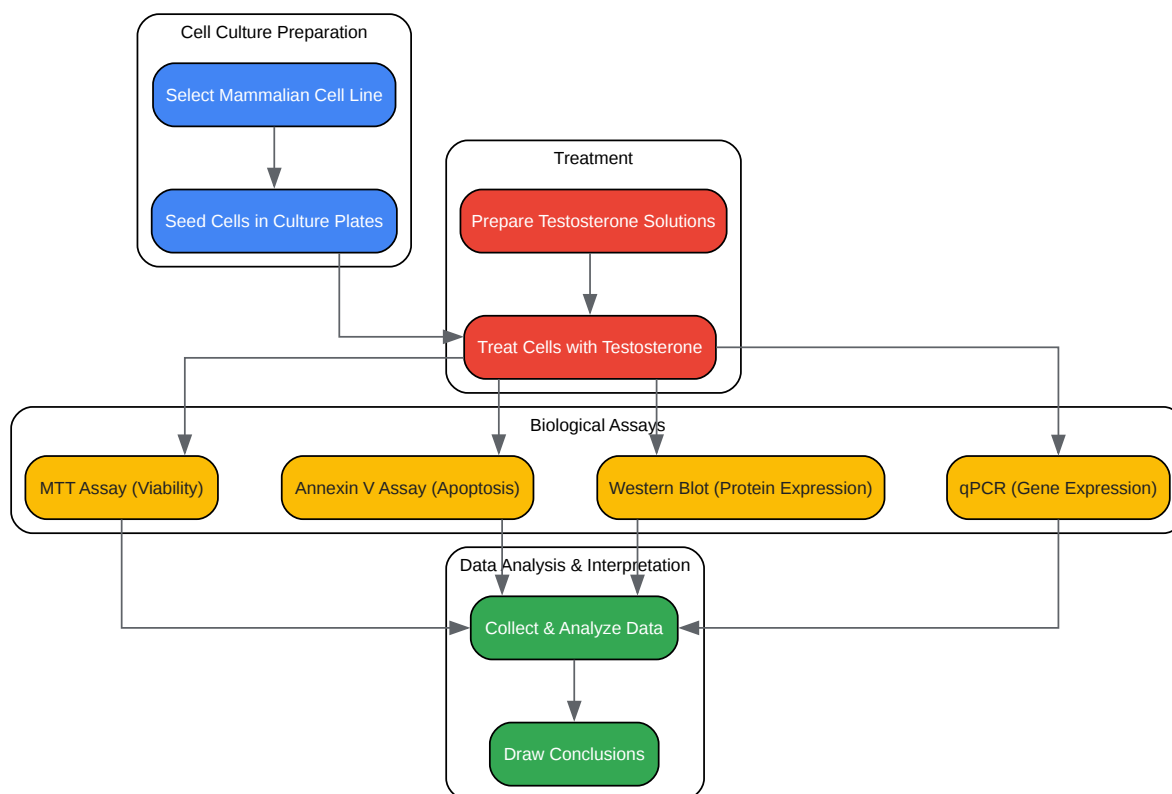 Cell Culture Preparation
Select Mammalian Cell Line
Seed Cells in Culture Plates
Treatment
Prepare Testosterone Solutions
Treat Cells with Testosterone
Biological Assays
MTT Assay (Viability)
Annexin V Assay (Apoptosis)
Western Blot (Protein Expression)
qPCR (Gene Expression)
Data Analysis & Interpretation
Collect & Analyze Data
Draw Conclusions